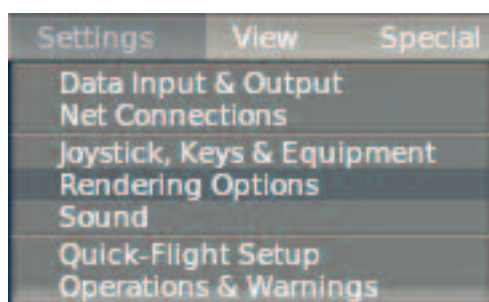 Settings View Special
Data Input & Output
Net Connections
Joystick, Keys & Equipment
Rendering Options
Sound
Quick-Flight Setup
Operations & Warnings